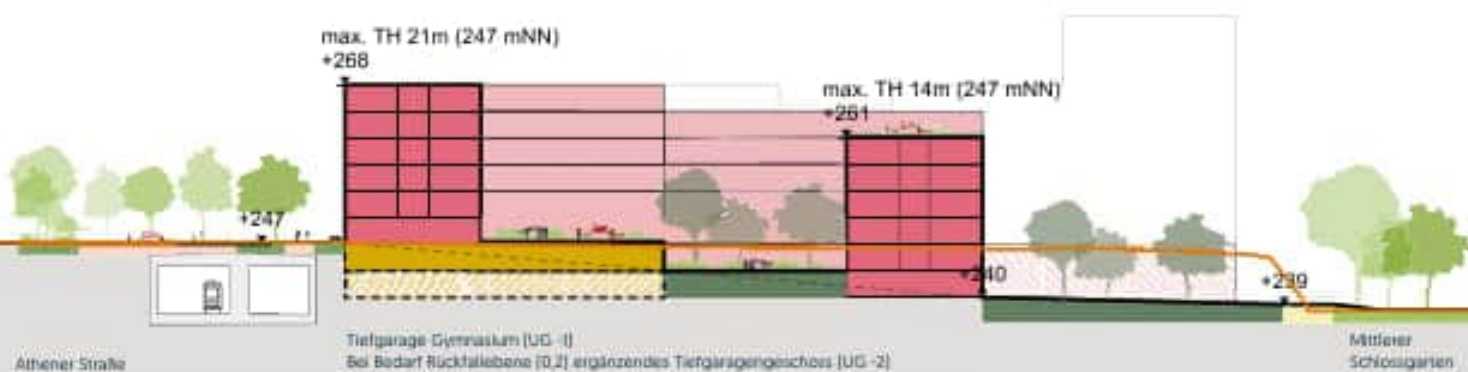 max. TH 21m (247 mNN)
+268
max. TH 14m (247 mNN)
+261
+247
+240
+239
Tiefgarage Gymnasium (UG -1)
Bei Bedarf Rückfallebene (0,2) ergänzendes Tiefgaragengeschoss (UG -2)
Athener Straße
Mittlerer
Schlossgarten